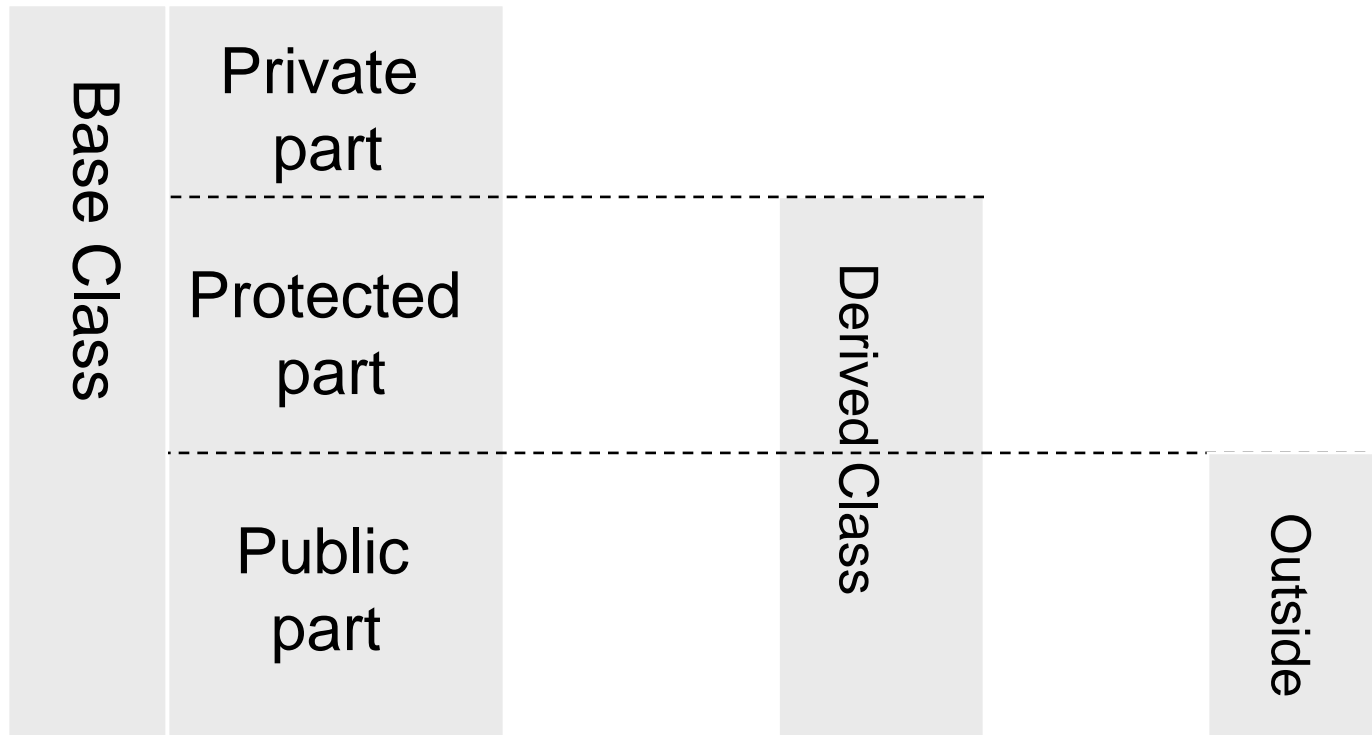 Base Class
Private
part
Protected
part
Public
part
Derived Class
Outside